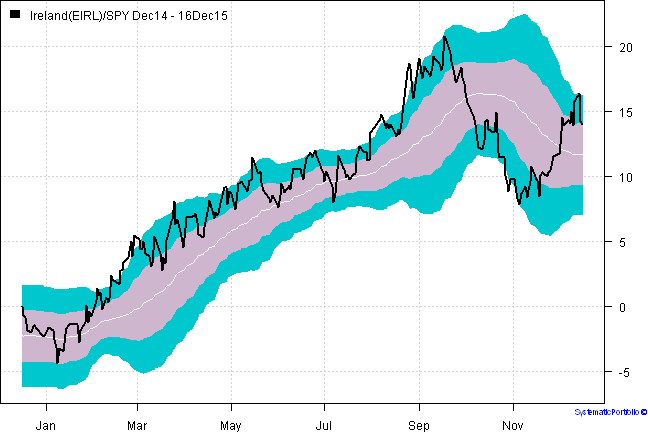 Ireland(EIRL)/SPY Dec14 - 16Dec15
20
15
10
5
0
-5
Jan Mar May Jul Sep Nov
SystematicPortfolio ©